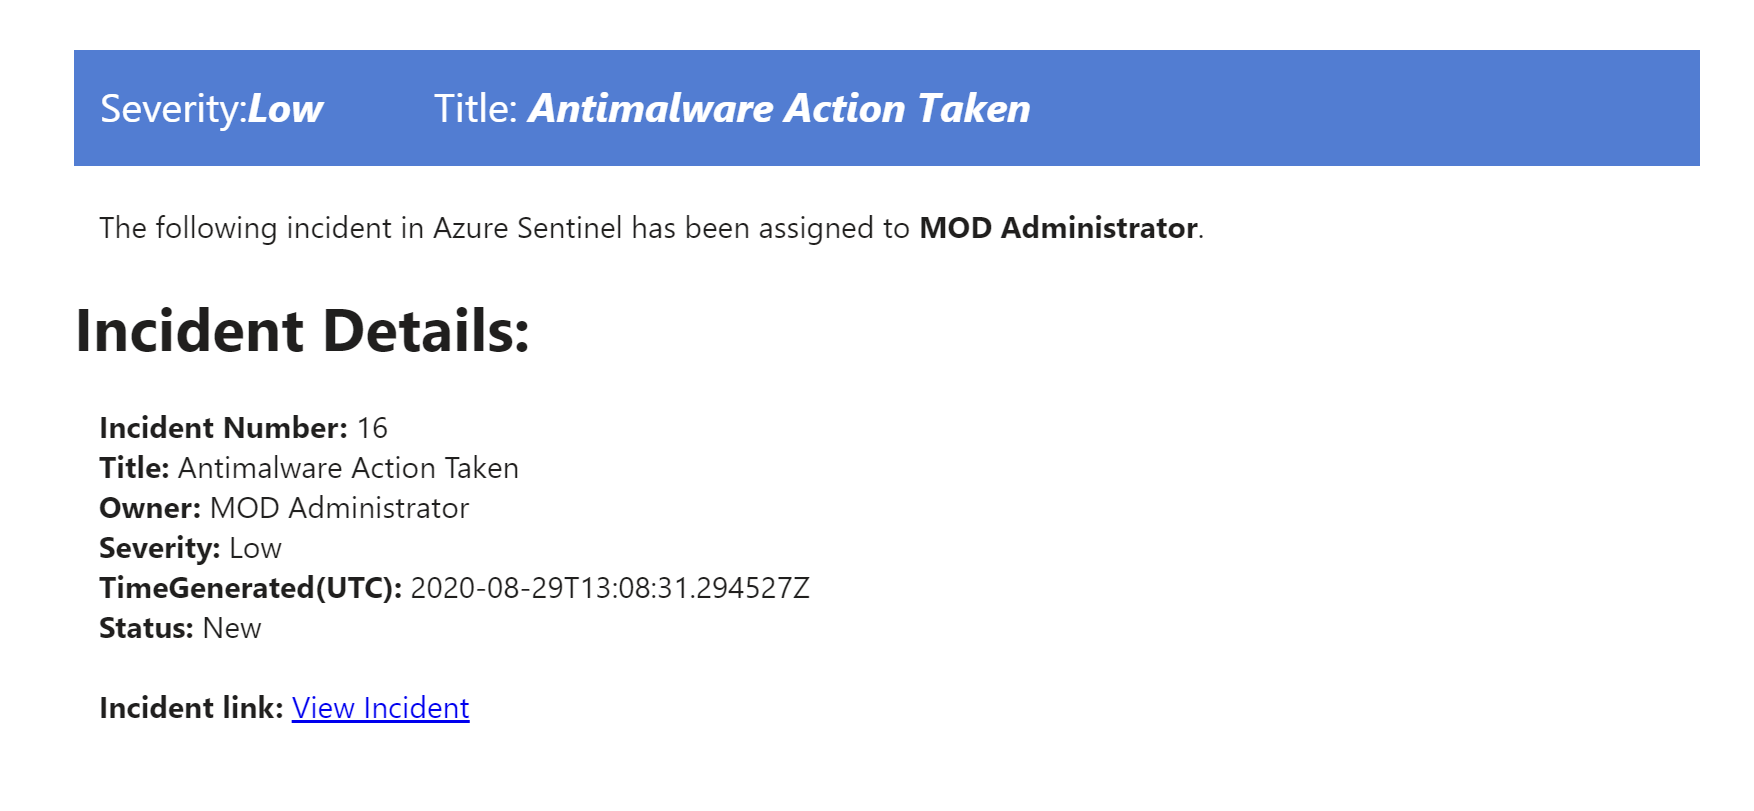 Severity:Low Title: Antimalware Action Taken
The following incident in Azure Sentinel has been assigned to MOD Administrator.
Incident Details:
Incident Number: 16
Title: Antimalware Action Taken
Owner: MOD Administrator
Severity: Low
TimeGenerated(UTC): 2020-08-29T13:08:31.294527Z
Status: New
Incident link: View Incident